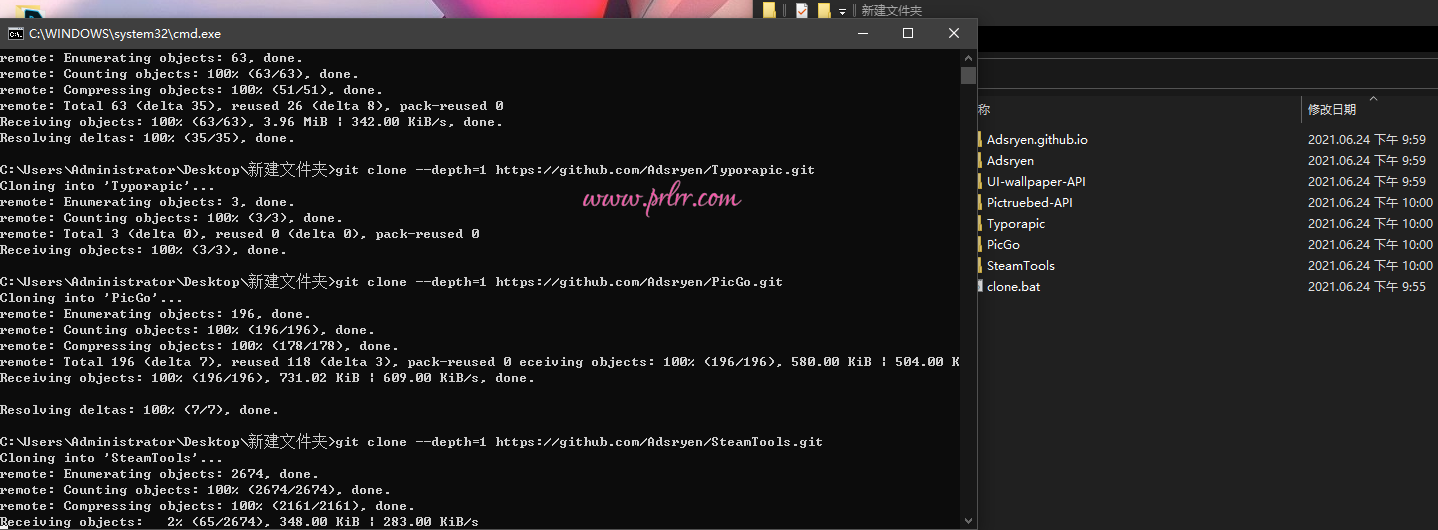 C:\WINDOWS\system32\cmd.exe
remote: Enumerating objects: 63, done.
remote: Counting objects: 100% (63/63), done.
remote: Compressing objects: 100% (51/51), done.
remote: Total 63 (delta 35), reused 26 (delta 8), pack-reused 0
Receiving objects: 100% (63/63), 3.96 MiB | 342.00 KiB/s, done.
Resolving deltas: 100% (35/35), done.
C:\Users\Administrator\Desktop\新建文件夹>git clone --depth=1 https://github.com/Adsryen/Typorapic.git
Cloning into 'Typorapic'...
remote: Enumerating objects: 3, done.
remote: Counting objects: 100% (3/3), done.
remote: Total 3 (delta 0), reused 0 (delta 0), pack-reused 0
Receiving objects: 100% (3/3), done.
www.prlrr.com
C:\Users\Administrator\Desktop\新建文件夹>git clone --depth=1 https://github.com/Adsryen/PicGo.git
Cloning into 'PicGo'...
remote: Enumerating objects: 196, done.
remote: Counting objects: 100% (196/196), done.
remote: Compressing objects: 100% (178/178), done.
remote: Total 196 (delta 7), reused 118 (delta 3), pack-reused 0 eceiving objects: 100% (196/196), 580.00 KiB | 504.00 K
Receiving objects: 100% (196/196), 731.02 KiB | 609.00 KiB/s, done.
Resolving deltas: 100% (7/7), done.
C:\Users\Administrator\Desktop\新建文件夹>git clone --depth=1 https://github.com/Adsryen/SteamTools.git
Cloning into 'SteamTools'...
remote: Enumerating objects: 2674, done.
remote: Counting objects: 100% (2674/2674), done.
remote: Compressing objects: 100% (2161/2161), done.
Receiving objects:   2% (65/2674), 348.00 KiB | 283.00 KiB/s
新建文件夹
称 修改日期
Adsryen.github.io 2021.06.24 下午 9:59
Adsryen 2021.06.24 下午 9:59
UI-wallpaper-API 2021.06.24 下午 9:59
Pictruebed-API 2021.06.24 下午 10:00
Typorapic 2021.06.24 下午 10:00
PicGo 2021.06.24 下午 10:00
SteamTools 2021.06.24 下午 10:00
clone.bat 2021.06.24 下午 9:55